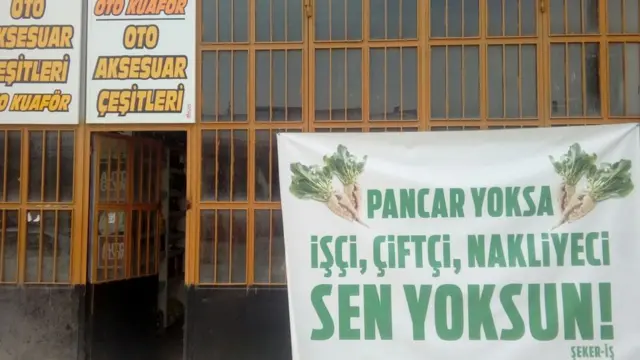 OTO
AKSESUAR
ÇEŞİTLERİ
OTO KUAFÖR
OTO KUAFÖR
OTO
AKSESUAR
ÇEŞİTLERİ
PANCAR YOKSA
İŞÇİ, ÇİFTÇİ, NAKLİYECİ
SEN YOKSUN!
ŞEKER-İŞ